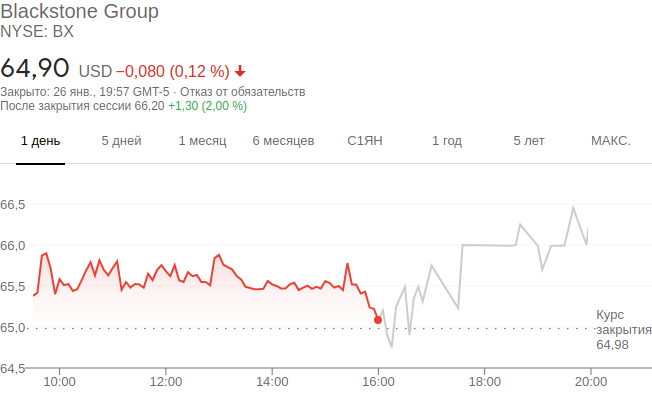 Blackstone Group
NYSE: BX
64,90 USD −0,080 (0,12 %)
Закрыто: 26 янв., 19:57 GMT-5 · Отказ от обязательств
После закрытия сессии 66,20 +1,30 (2,00 %)
1 день 5 дней 1 месяц 6 месяцев С1ЯН 1 год 5 лет МАКС.
66,5
66,0
65,5
65,0
64,5
Курс
закрытия
64,98
10:00 12:00 14:00 16:00 18:00 20:00